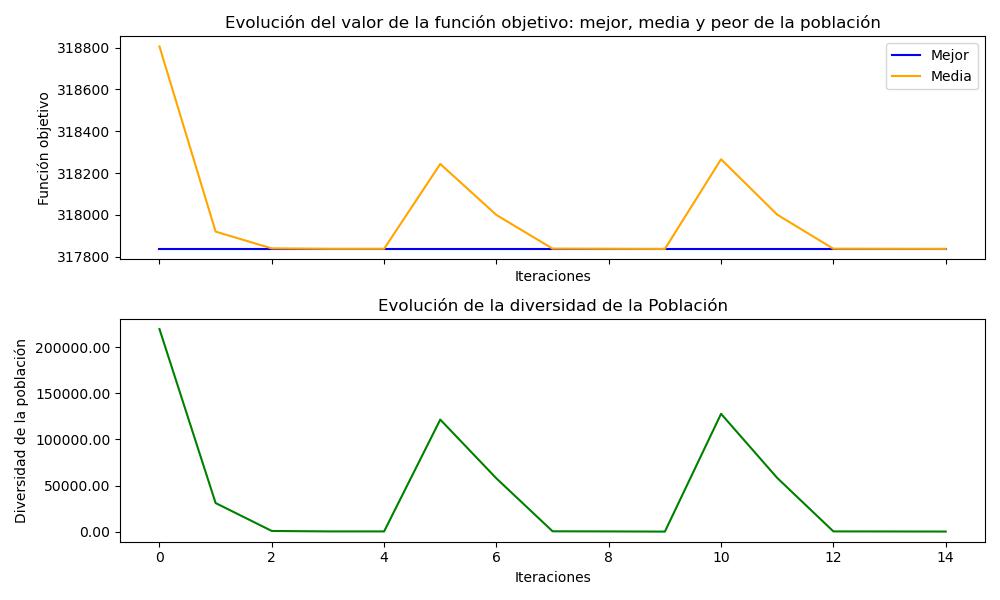 Evolución del valor de la función objetivo: mejor, media y peor de la población
318800
318600
318400
318200
318000
317800
Función objetivo
Mejor
Media
Iteraciones
Evolución de la diversidad de la Población
200000.00
150000.00
100000.00
50000.00
0.00
Diversidad de la población
0 2 4 6 8 10 12 14
Iteraciones